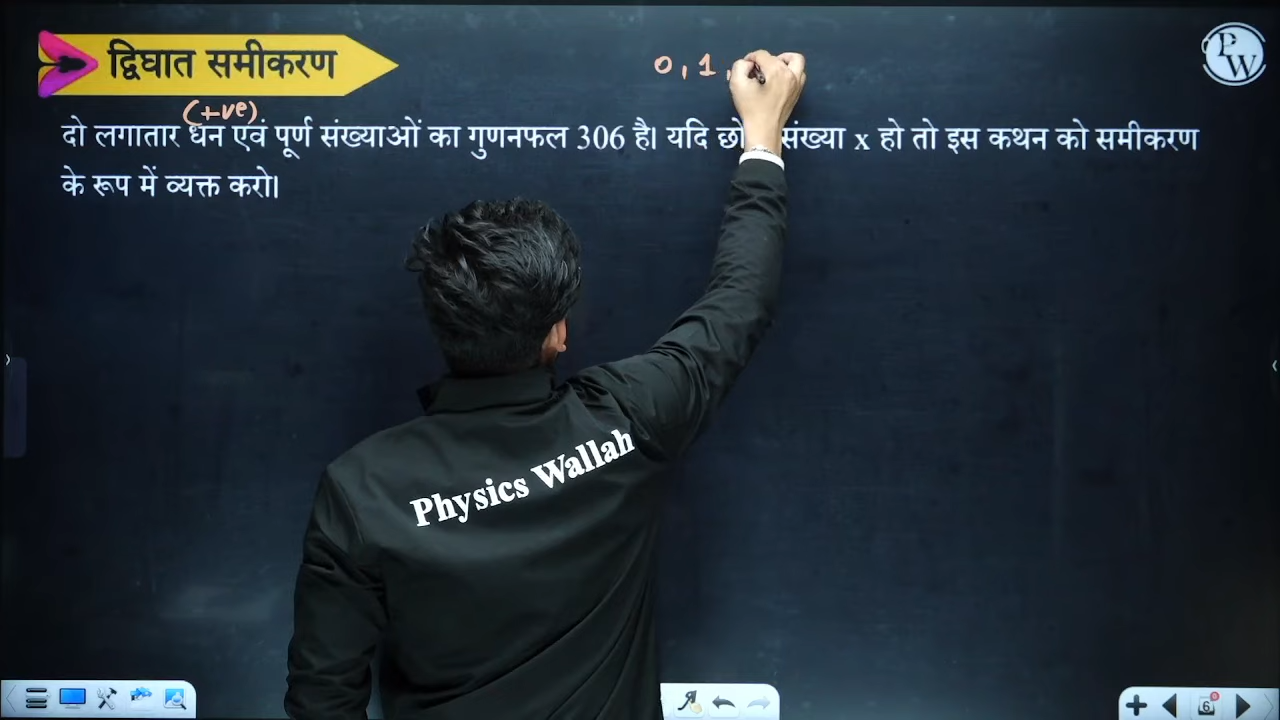 द्विघात समीकरण
0, 1,
PW
(+ve)
दो लगातार धन एवं पूर्ण संख्याओं का गुणनफल 306 है। यदि संख्या x हो तो इस कथन को समीकरण
के रूप में व्यक्त करो।
Physics Wallah
6